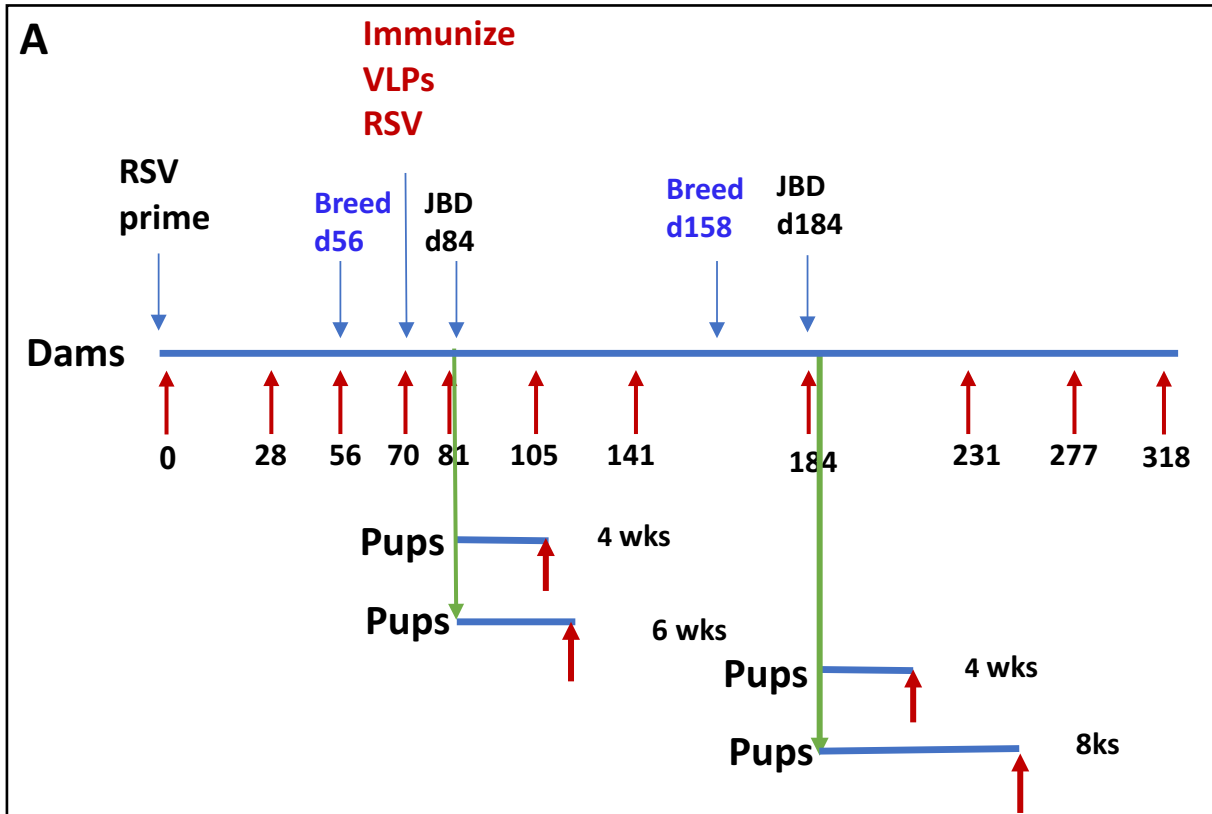 A
Immunize
VLPs
RSV
RSV
prime
Breed
d56
JBD
d84
Breed
d158
JBD
d184
Dams
0 28 56 70 81 105 141 184 231 277 318
Pups 4 wks
Pups 6 wks
Pups 4 wks
Pups 8ks